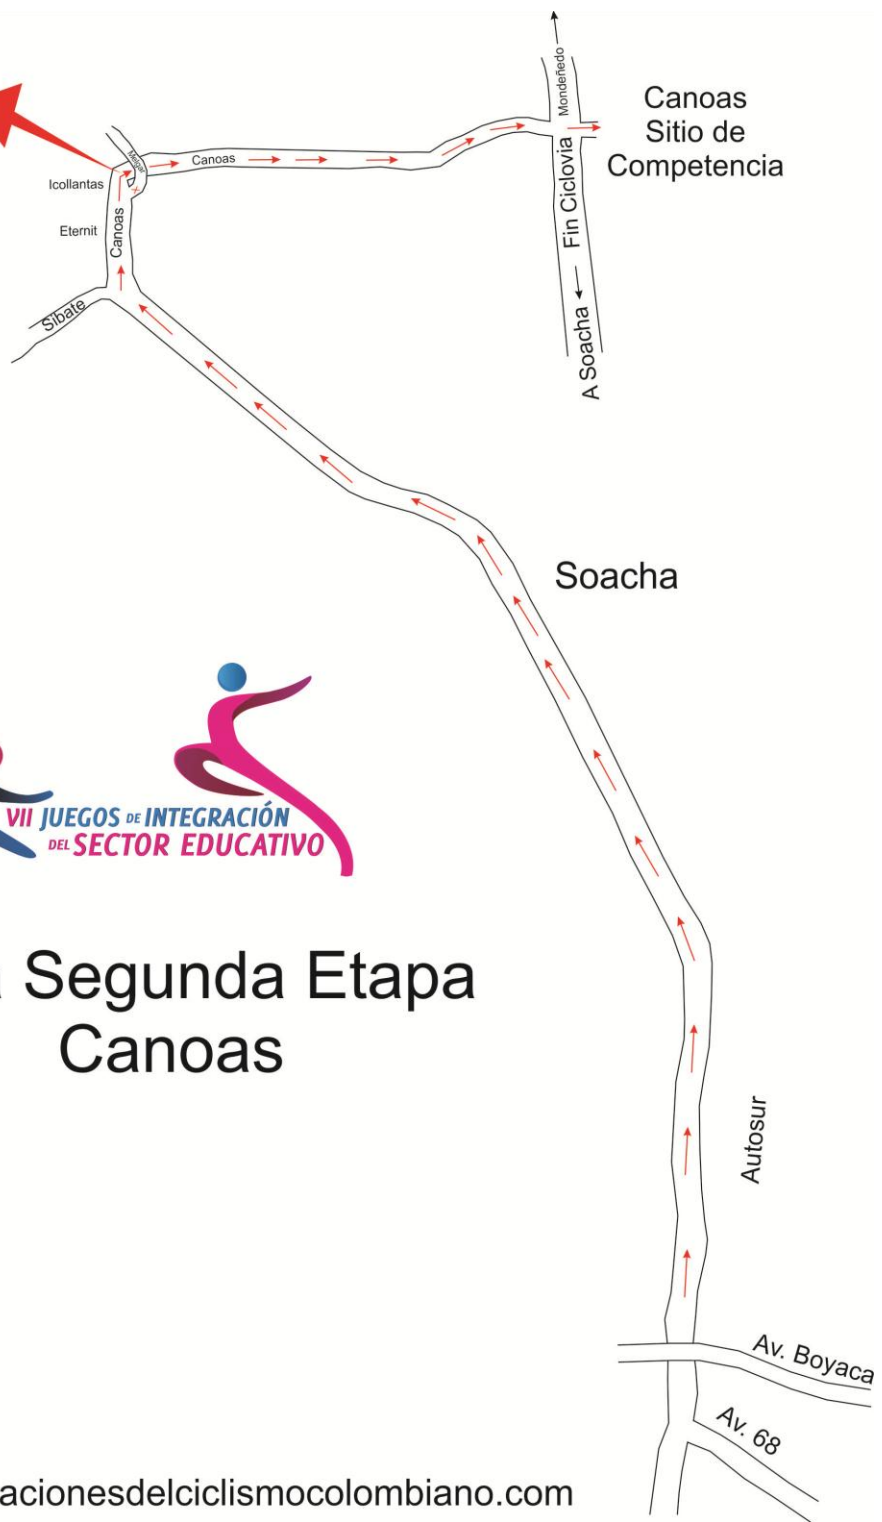 Mondeñedo
Canoas
Sitio de
Competencia
Melgar
Canoas
Icollantas
Fin Ciclovia
Eternit
Canoas
Sibate
A Soacha
Soacha
VII JUEGOS DE INTEGRACIÓN
DEL SECTOR EDUCATIVO
a Segunda Etapa
Canoas
Autosur
Av. Boyaca
Av. 68
acionesdelciclismocolombiano.com